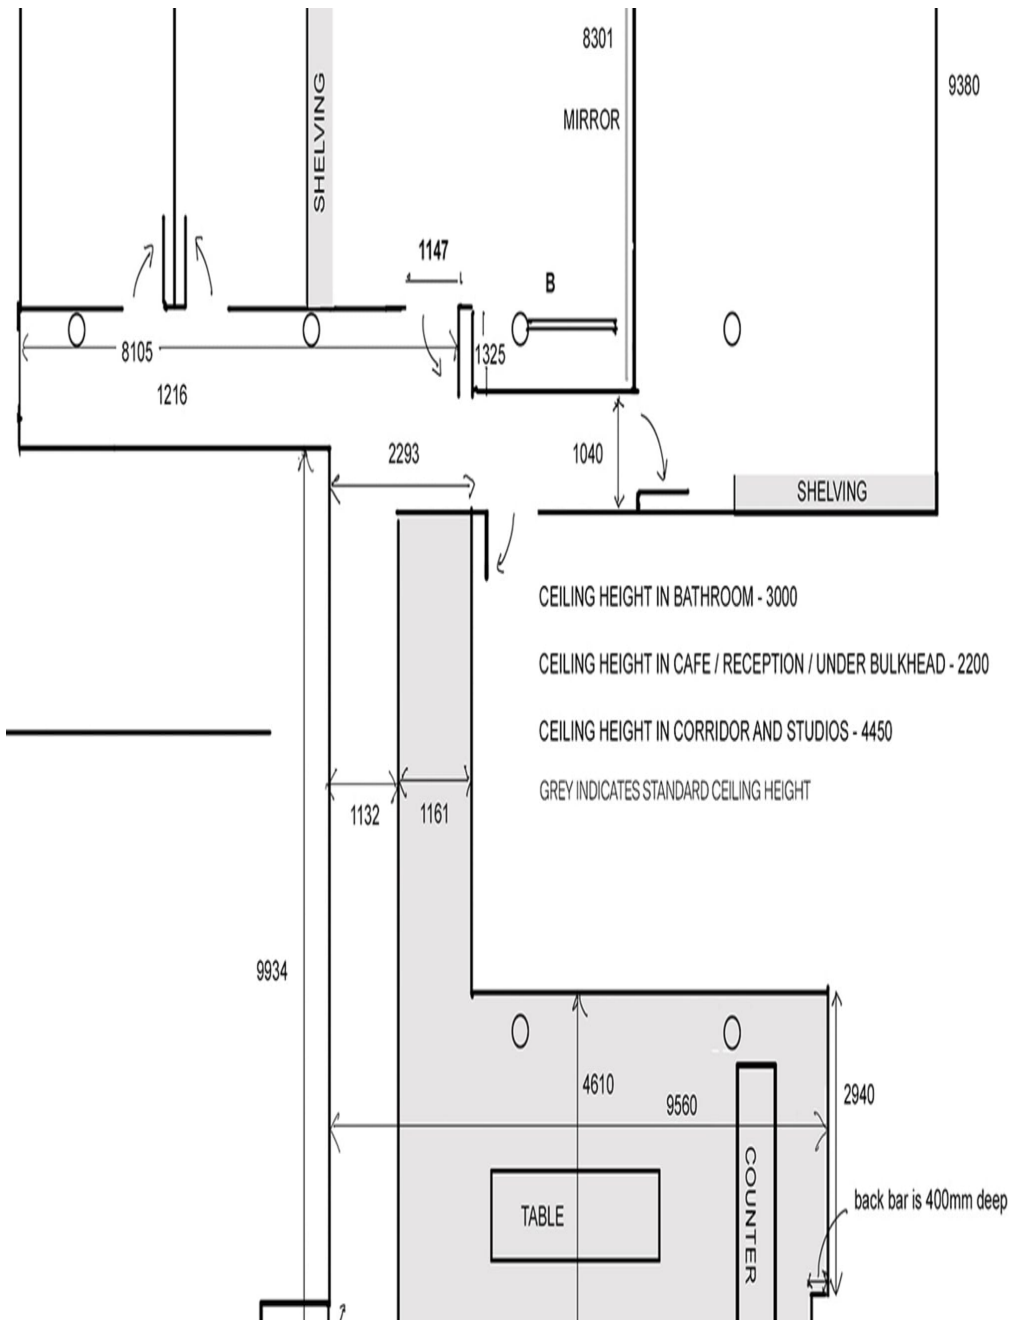 8301
9380
SHELVING
MIRROR
1147
B
8105
1325
1216
2293
1040
SHELVING
CEILING HEIGHT IN BATHROOM - 3000
CEILING HEIGHT IN CAFE / RECEPTION / UNDER BULKHEAD - 2200
CEILING HEIGHT IN CORRIDOR AND STUDIOS - 4450
GREY INDICATES STANDARD CEILING HEIGHT
1132
1161
9934
4610
9560
2940
COUNTER
TABLE
back bar is 400mm deep